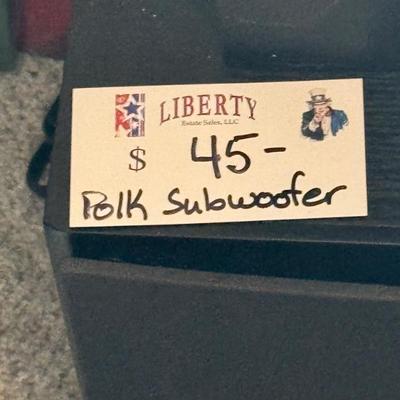 LIBERTY
Estate Sales, LLC
$ 45-
Polk Subwoofer